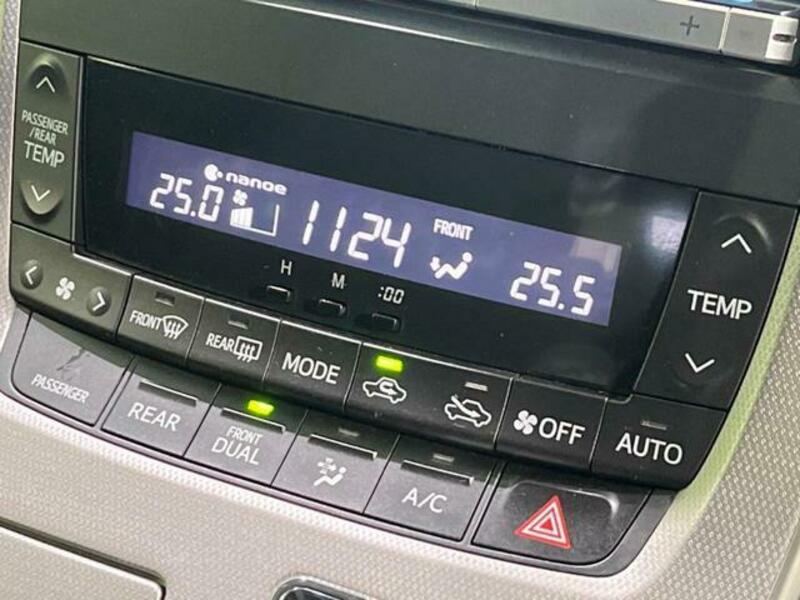 +
PASSENGER
/REAR
TEMP
nanoe
25.0
1124
FRONT
25.5
TEMP
H
M
:00
FRONT
REAR
MODE
OFF
AUTO
PASSENGER
REAR
FRONT
DUAL
A/C